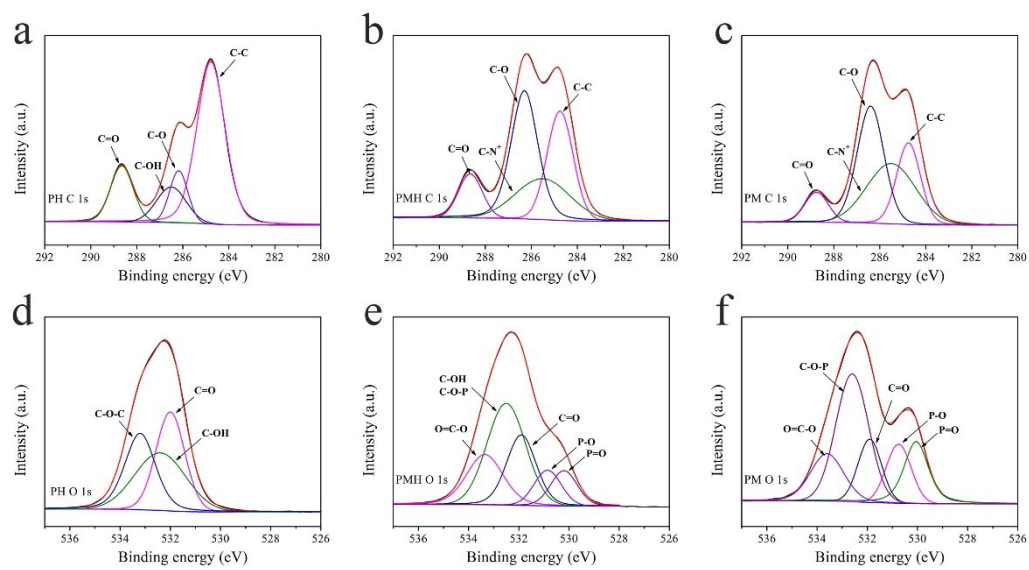 a
Intensity (a.u.)
C-C
C=O
C-O
C-OH
PH C 1s
292 290 288 286 284 282 280
Binding energy (eV)
b
Intensity (a.u.)
C-O
C-C
C=O
C-N+
PMH C 1s
292 290 288 286 284 282 280
Binding energy (eV)
c
Intensity (a.u.)
C-O
C-C
C-N+
C=O
PM C 1s
292 290 288 286 284 282 280
Binding energy (eV)
d
Intensity (a.u.)
C=O
C-O-C
C-OH
PH O 1s
536 534 532 530 528 526
Binding energy (eV)
e
Intensity (a.u.)
C-OH
C-O-P
C=O
O=C-O
P-O
P=O
PMH O 1s
536 534 532 530 528 526
Binding energy (eV)
f
Intensity (a.u.)
C-O-P
C=O
P-O
O=C-O
P=O
PM O 1s
536 534 532 530 528 526
Binding energy (eV)